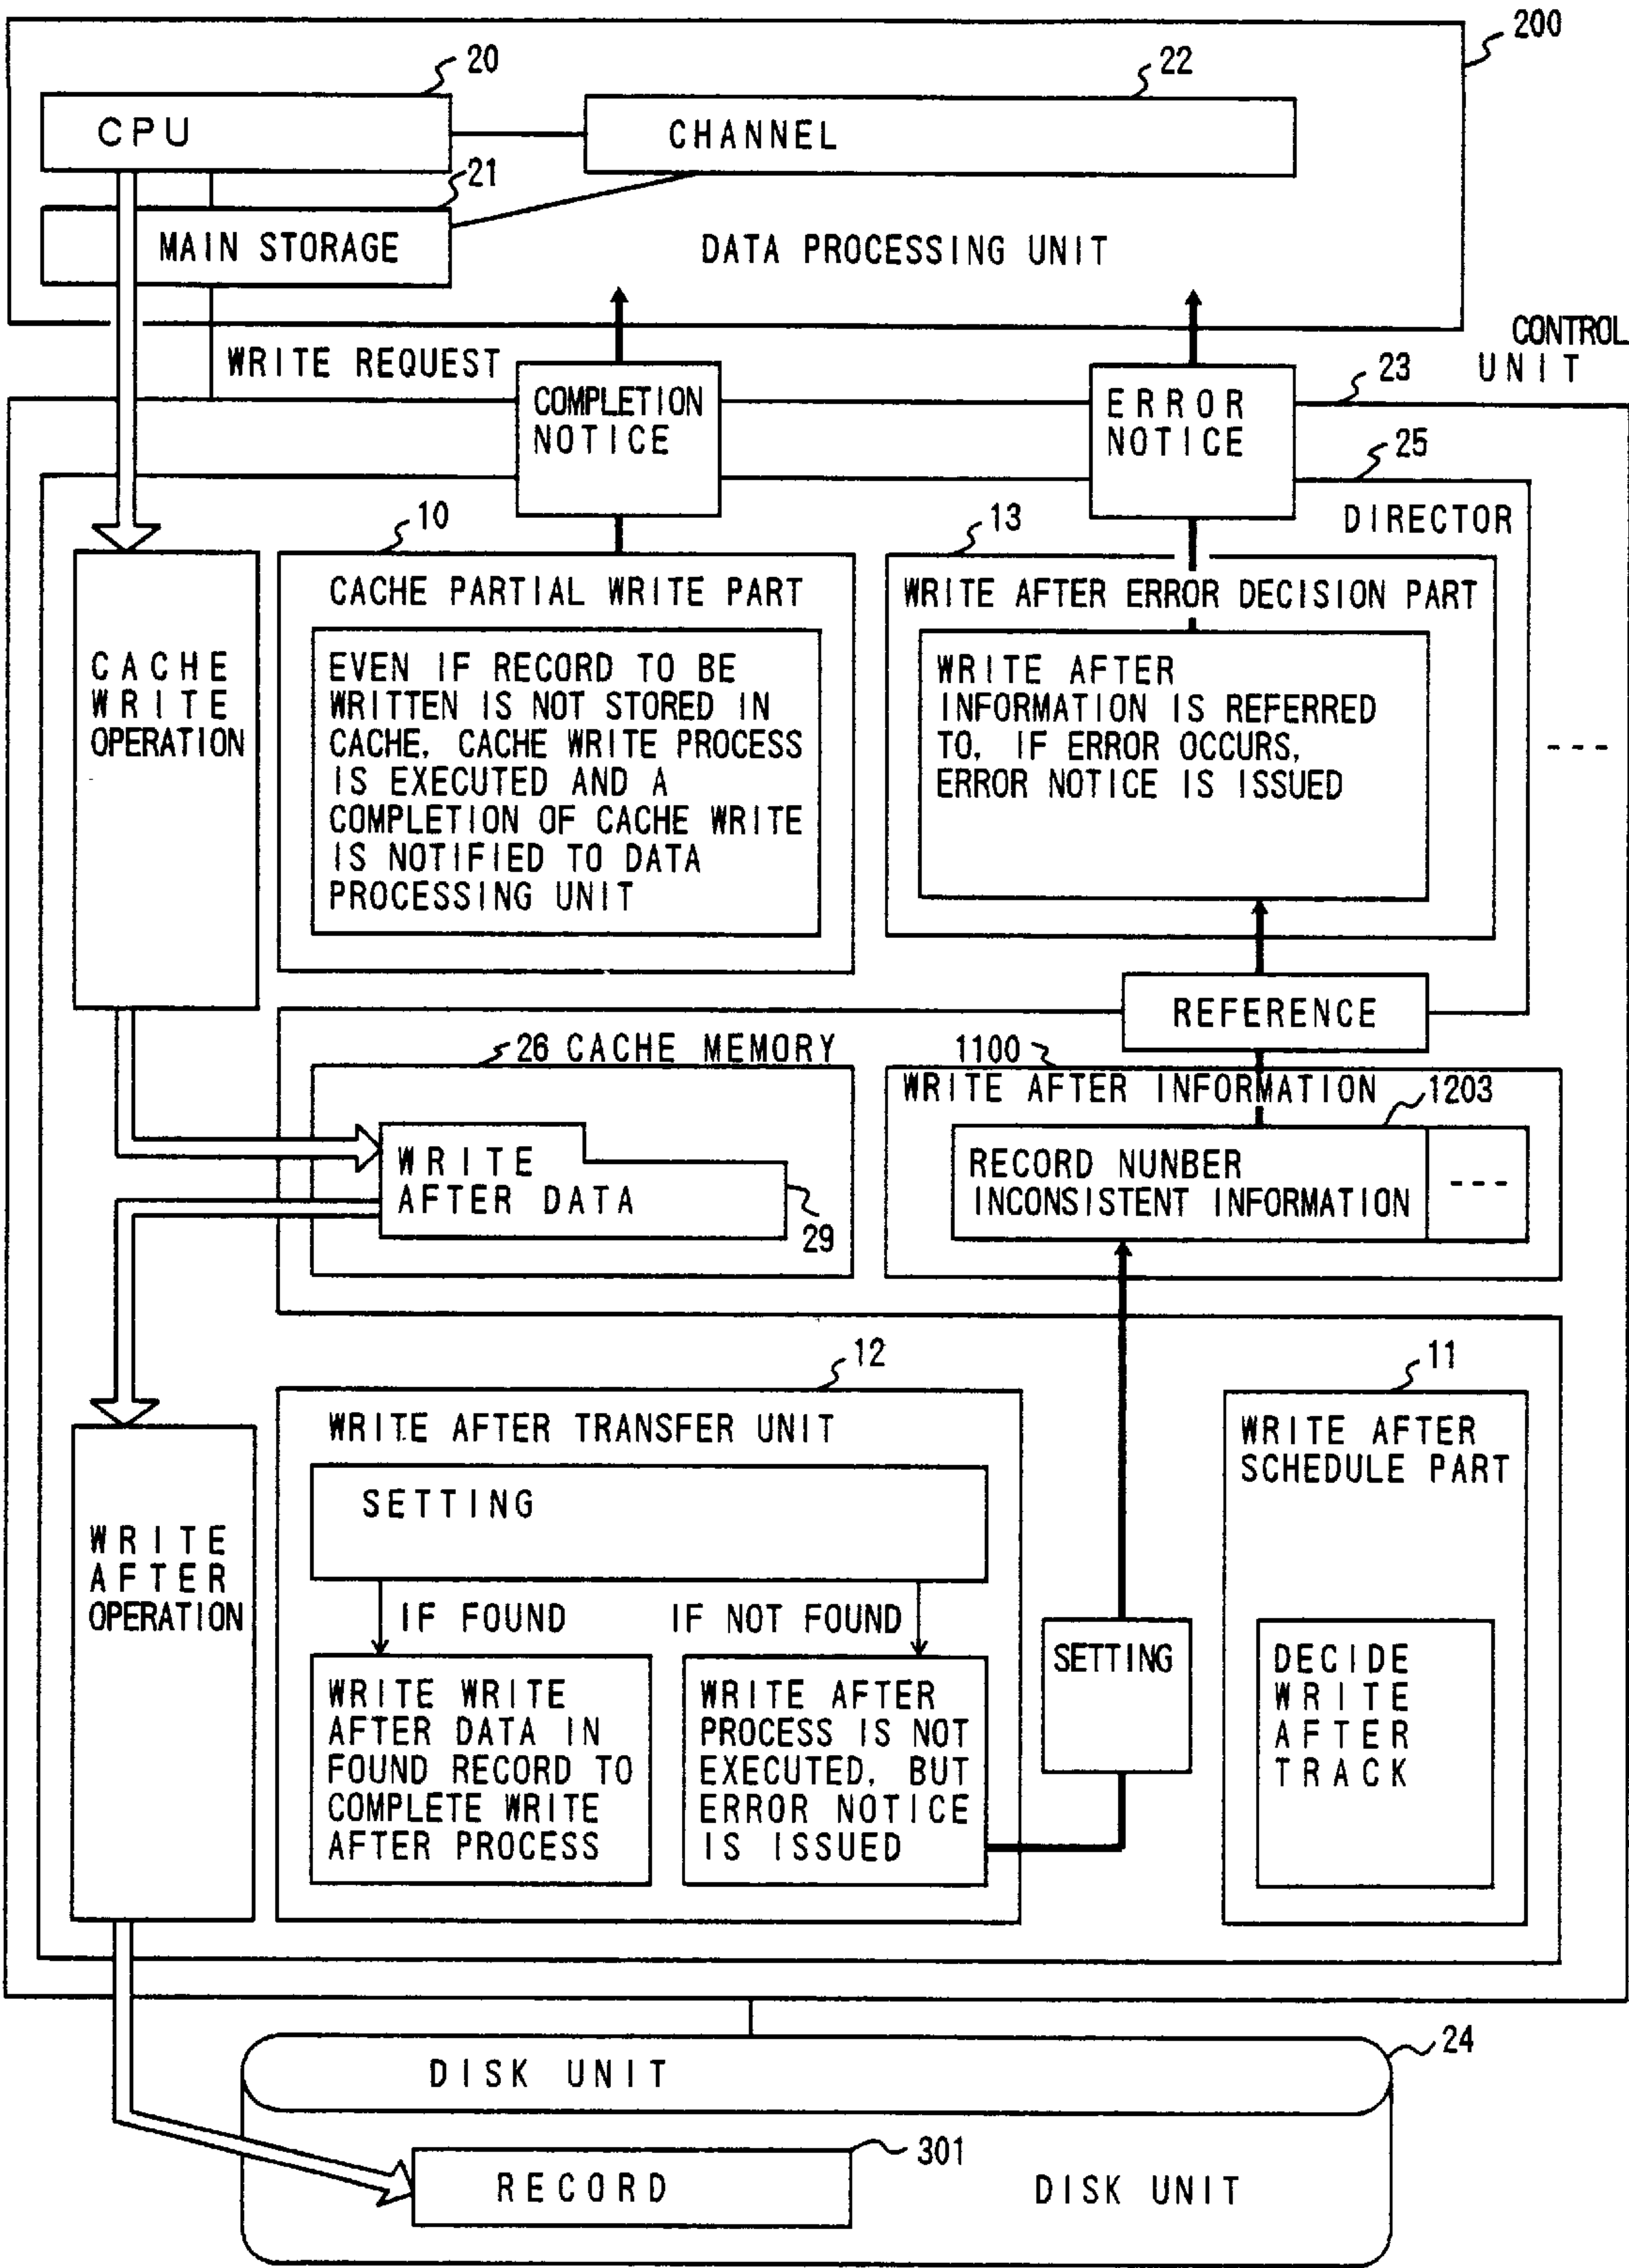 200
20
22
CPU
CHANNEL
21
MAIN STORAGE
DATA PROCESSING UNIT
WRITE REQUEST
CONTROL
UNIT
23
COMPLETION
NOTICE
ERROR
NOTICE
25
DIRECTOR
10
13
CACHE PARTIAL WRITE PART
WRITE AFTER ERROR DECISION PART
CACHE
WRITE
OPERATION
EVEN IF RECORD TO BE
WRITTEN IS NOT STORED IN
CACHE, CACHE WRITE PROCESS
IS EXECUTED AND A
COMPLETION OF CACHE WRITE
IS NOTIFIED TO DATA
PROCESSING UNIT
WRITE AFTER
INFORMATION IS REFERRED
TO, IF ERROR OCCURS,
ERROR NOTICE IS ISSUED
---
REFERENCE
26 CACHE MEMORY
1100
WRITE AFTER INFORMATION
1203
WRITE
AFTER DATA
29
RECORD NUNBER
INCONSISTENT INFORMATION
---
12
11
WRITE AFTER TRANSFER UNIT
SETTING
WRITE AFTER
SCHEDULE PART
WRITE
AFTER
OPERATION
IF FOUND
IF NOT FOUND
WRITE WRITE
AFTER DATA IN
FOUND RECORD TO
COMPLETE WRITE
AFTER PROCESS
WRITE AFTER
PROCESS IS NOT
EXECUTED, BUT
ERROR NOTICE
IS ISSUED
SETTING
DECIDE
WRITE
AFTER
TRACK
24
DISK UNIT
301
RECORD
DISK UNIT